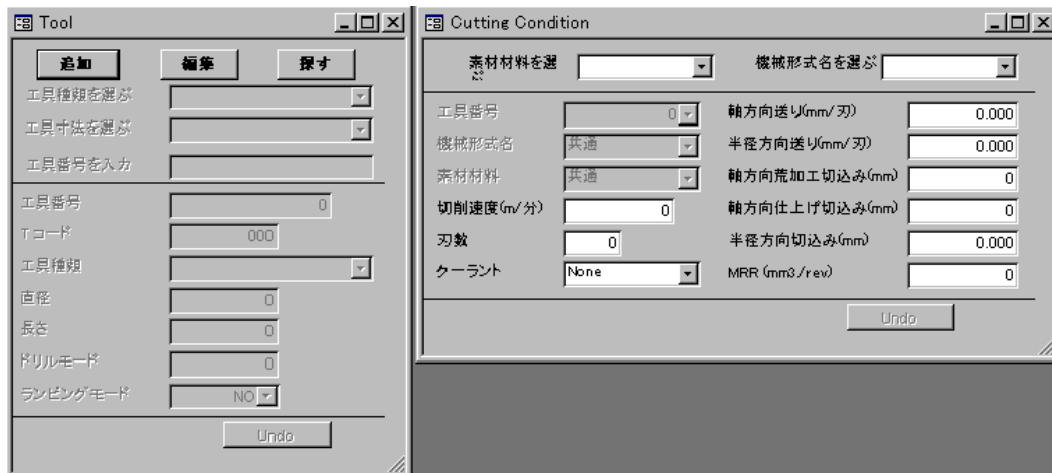 Tool
追加 編集 探す
工具種類を選ぶ
工具寸法を選ぶ
工具番号を入力
工具番号 0
Tコード 000
工具種類
直径 0
長さ 0
ドリルモード 0
ランピングモード NO
Undo
Cutting Condition
素材材料を選
ぶ
機械形式名を選ぶ
工具番号 0
機械形式名 共通
素材材料 共通
切削速度(m/分) 0
刃数 0
クーラント None
軸方向送り(mm/刃) 0.000
半径方向送り(mm/刃) 0.000
軸方向荒加工切込み(mm) 0
軸方向仕上げ切込み(mm) 0
半径方向切込み(mm) 0.000
MRR (mm3/rev) 0
Undo